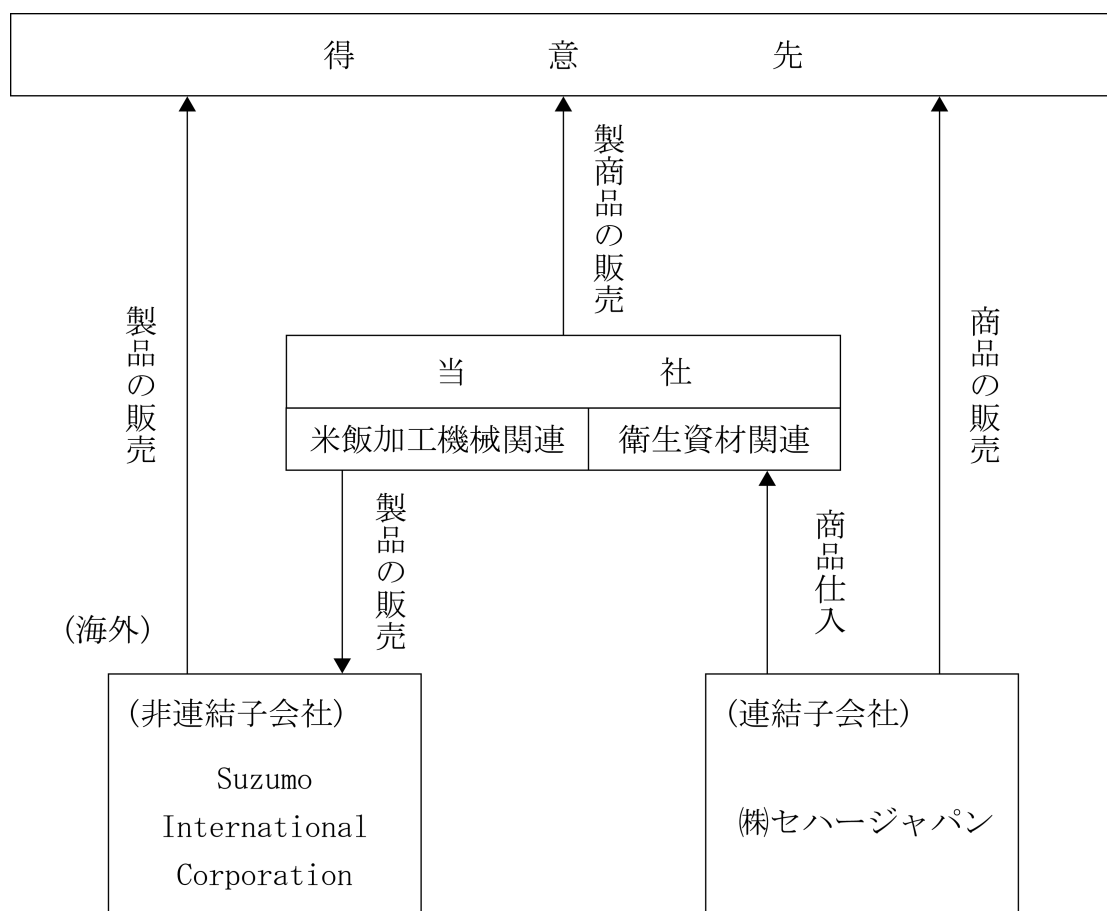 得意先
製商品の販売
製品の販売
商品の販売
当社
米飯加工機械関連
衛生資材関連
製品の販売
商品仕入
(海外)
(非連結子会社)
Suzumo
International
Corporation
(連結子会社)
㈱セハージャパン